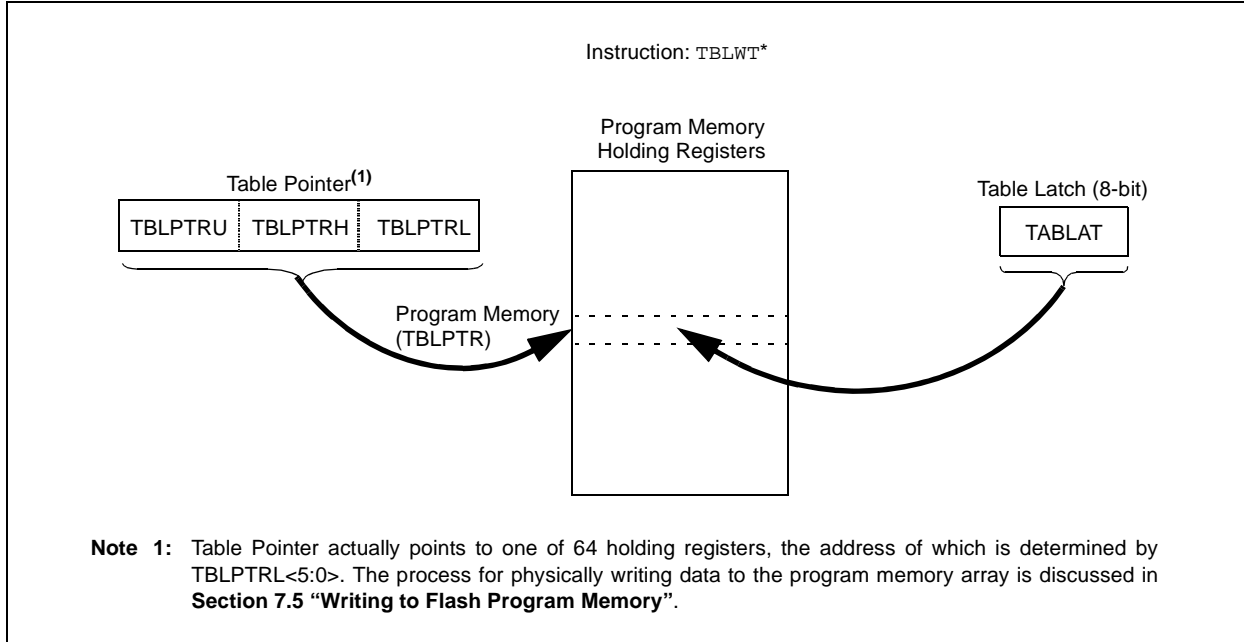 Instruction: TBLWT*
Program Memory
Holding Registers
Table Pointer(1)
Table Latch (8-bit)
TBLPTRU TBLPTRH TBLPTRL
TABLAT
Program Memory
(TBLPTR)
Note 1: Table Pointer actually points to one of 64 holding registers, the address of which is determined by
TBLPTRL<5:0>. The process for physically writing data to the program memory array is discussed in
Section 7.5 “Writing to Flash Program Memory”.